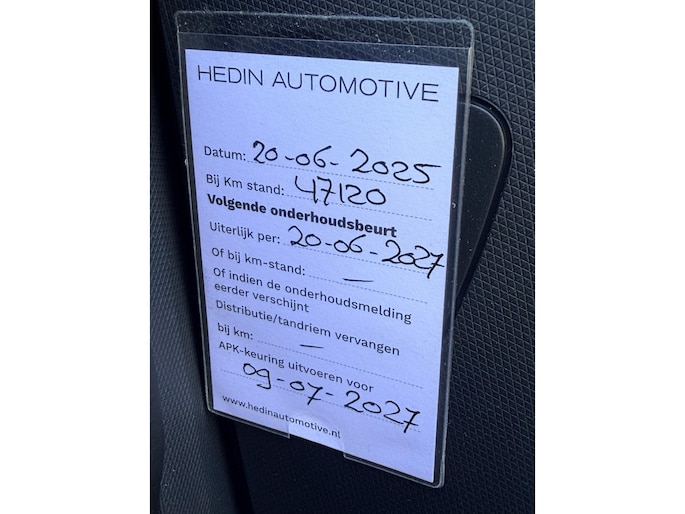 HEDIN AUTOMOTIVE
Datum: 20-06-2025
Bij Km stand: 47120
Volgende onderhoudsbeurt
Uiterlijk per: 20-06-2027
Of bij km-stand: —
Of indien de onderhoudsmelding
eerder verschijnt
Distributie/tandriem vervangen
bij km: —
APK-keuring uitvoeren voor
09-07-2027
www.hedinautomotive.nl